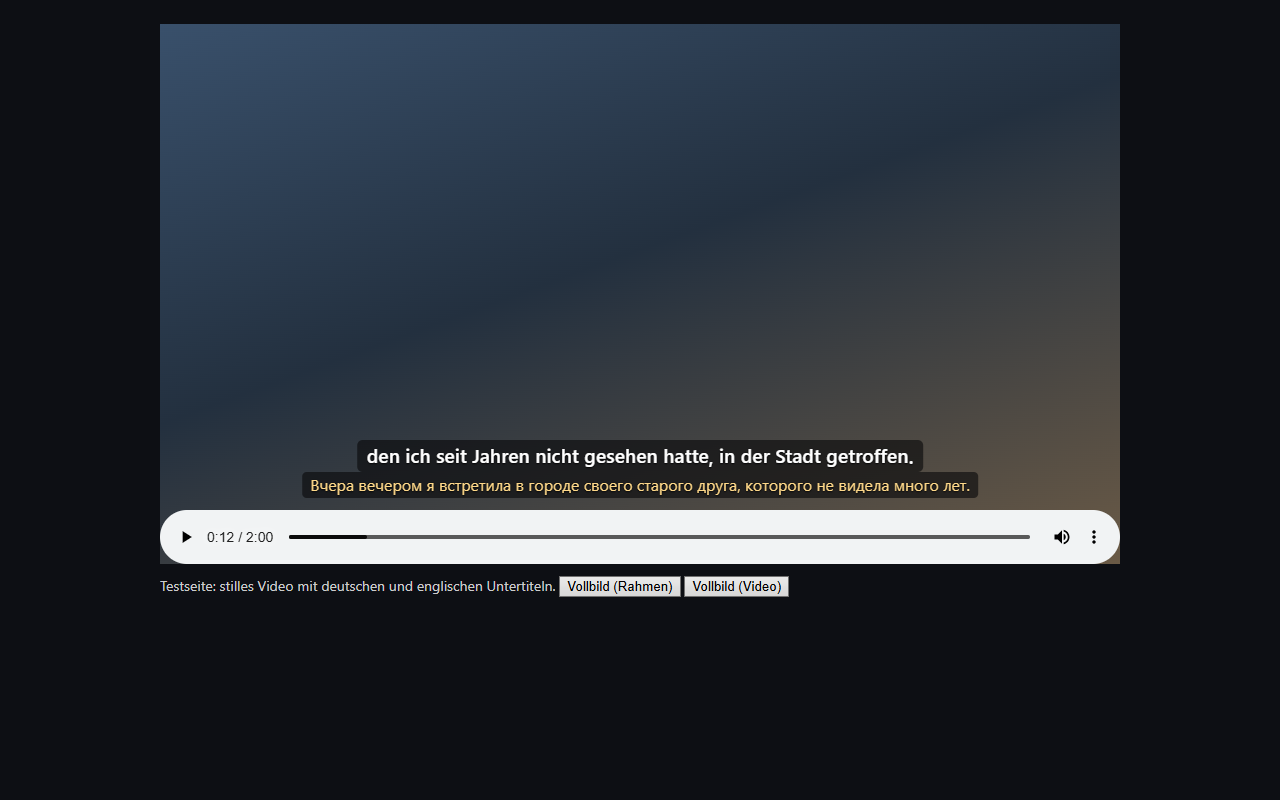 den ich seit Jahren nicht gesehen hatte, in der Stadt getroffen.
Вчера вечером я встретила в городе своего старого друга, которого не видела много лет.
0:12 / 2:00
Testseite: stilles Video mit deutschen und englischen Untertiteln. Vollbild (Rahmen) Vollbild (Video)